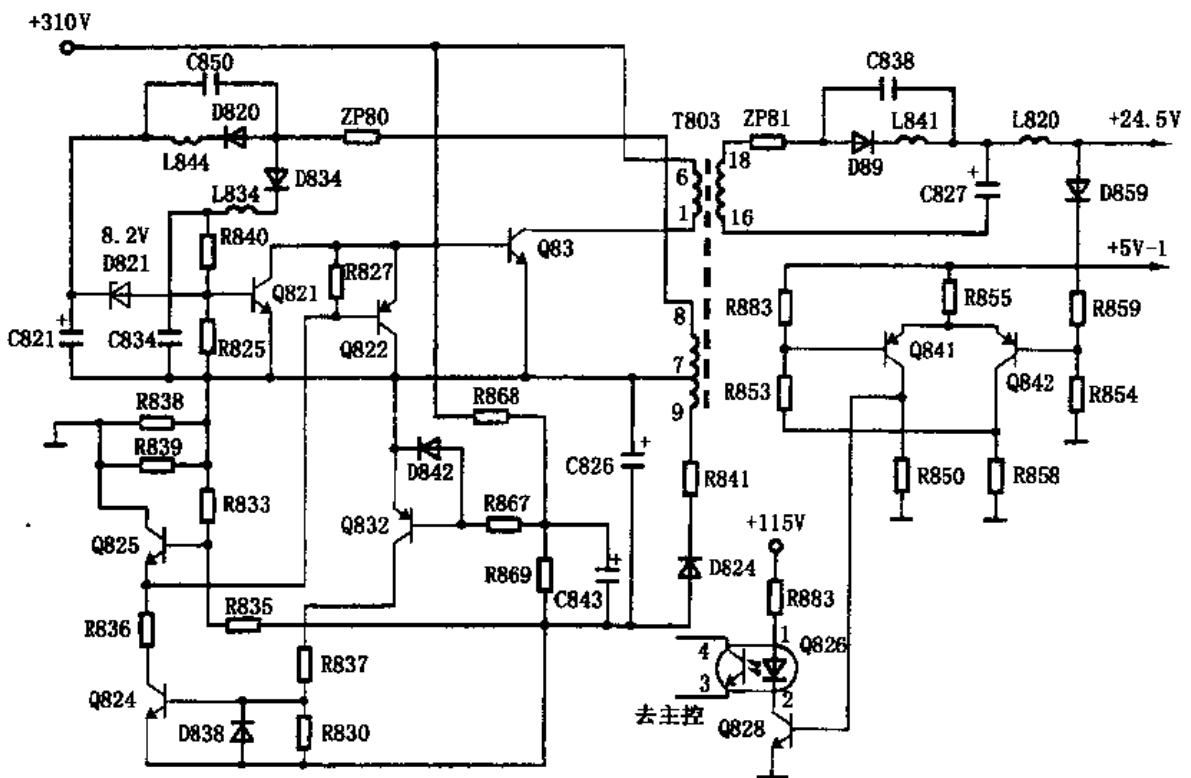 +310V
C850
C838
D820
ZP80
T803
ZP81
L841
L820
+24.5V
L844
D834
18
D89
6
L834
C827
+
D859
1
16
R840
8.2V
Q83
+5V-1
D821
R827
Q821
R883
R855
R859
8
+
C821
C834
R825
Q822
Q841
7
Q842
R853
R854
R838
R868
9
R839
+
D842
C826
R841
R850
R858
R833
R867
+115V
Q832
Q825
+
D824
R869
C843
R883
R835
1
R836
4
Q826
R837
3
2
Q824
去主控
Q828
D838
R830